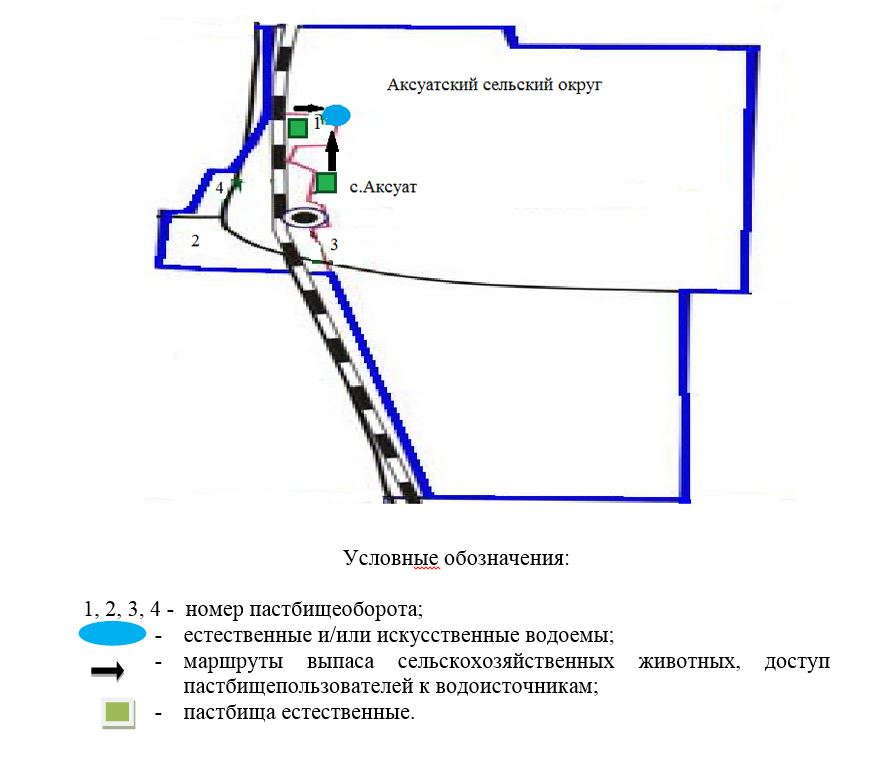 Аксуатский сельский округ
1
4
с.Аксуат
2
3
Условные обозначения:
1, 2, 3, 4 - номер пастбищеоборота;
- естественные и/или искусственные водоемы;
- маршруты выпаса сельскохозяйственных животных, доступ
пастбищепользователей к водоисточникам;
- пастбища естественные.